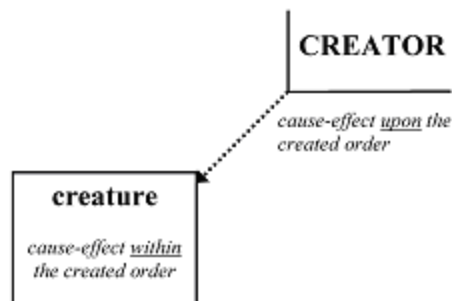 CREATOR
cause-effect upon the
created order
creature
cause-effect within
the created order